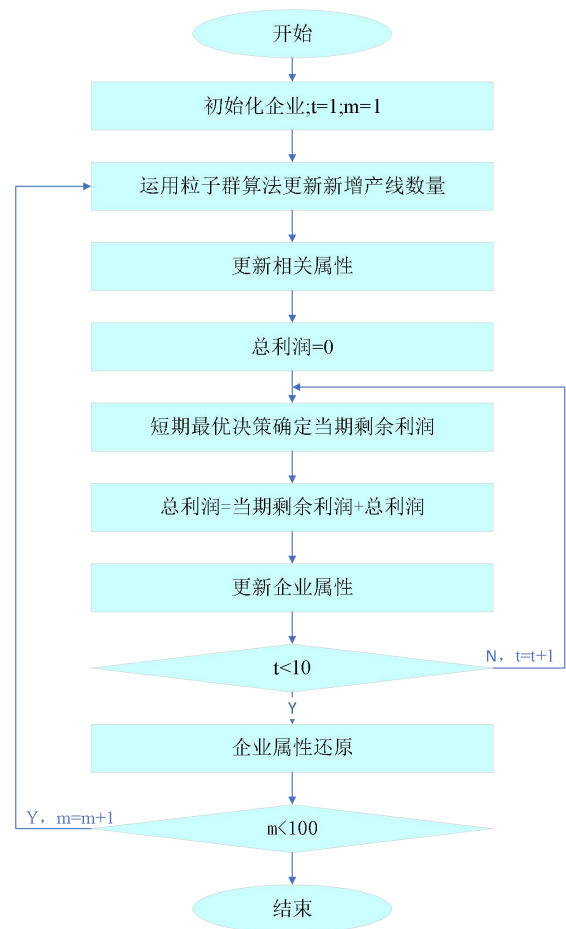 开始
初始化企业;t=1;m=1
运用粒子群算法更新新增产线数量
更新相关属性
总利润=0
短期最优决策确定当期剩余利润
总利润=当期剩余利润+总利润
更新企业属性
t<10
N，t=t+1
Y
企业属性还原
m<100
Y，m=m+1
结束